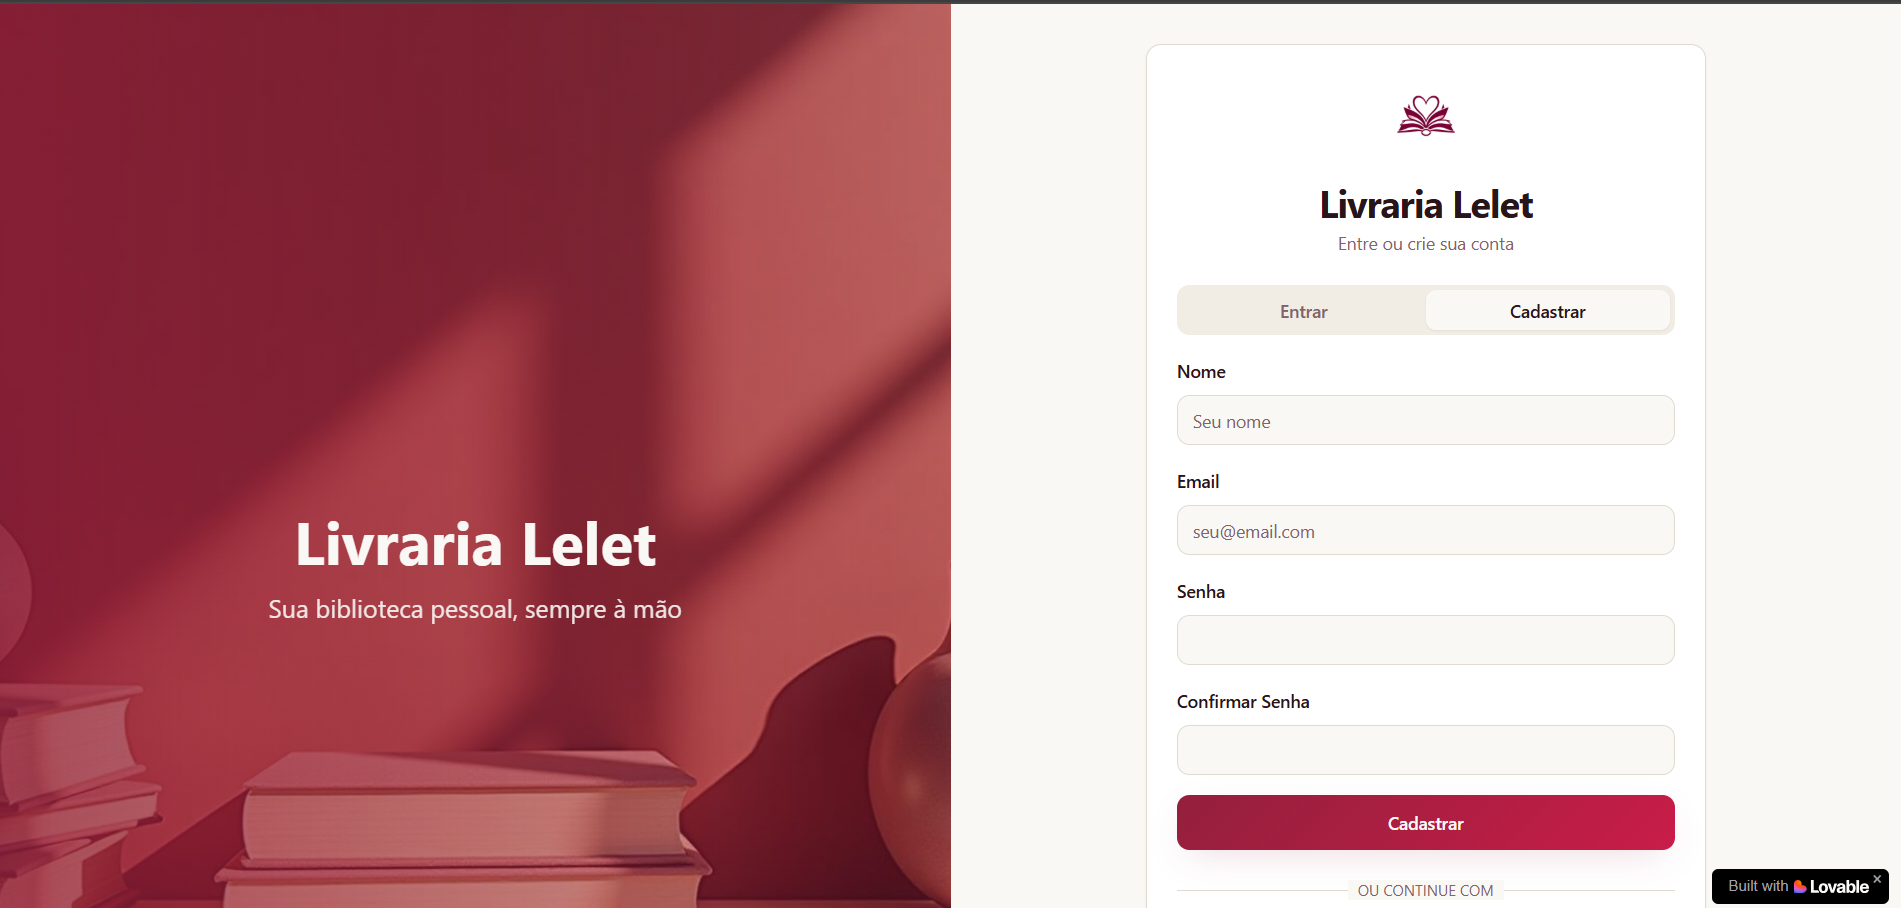 Livraria Lelet
Sua biblioteca pessoal, sempre à mão
Livraria Lelet
Entre ou crie sua conta
Entrar
Cadastrar
Nome
Seu nome
Email
seu@email.com
Senha
Confirmar Senha
Cadastrar
OU CONTINUE COM
Built with Lovable ×